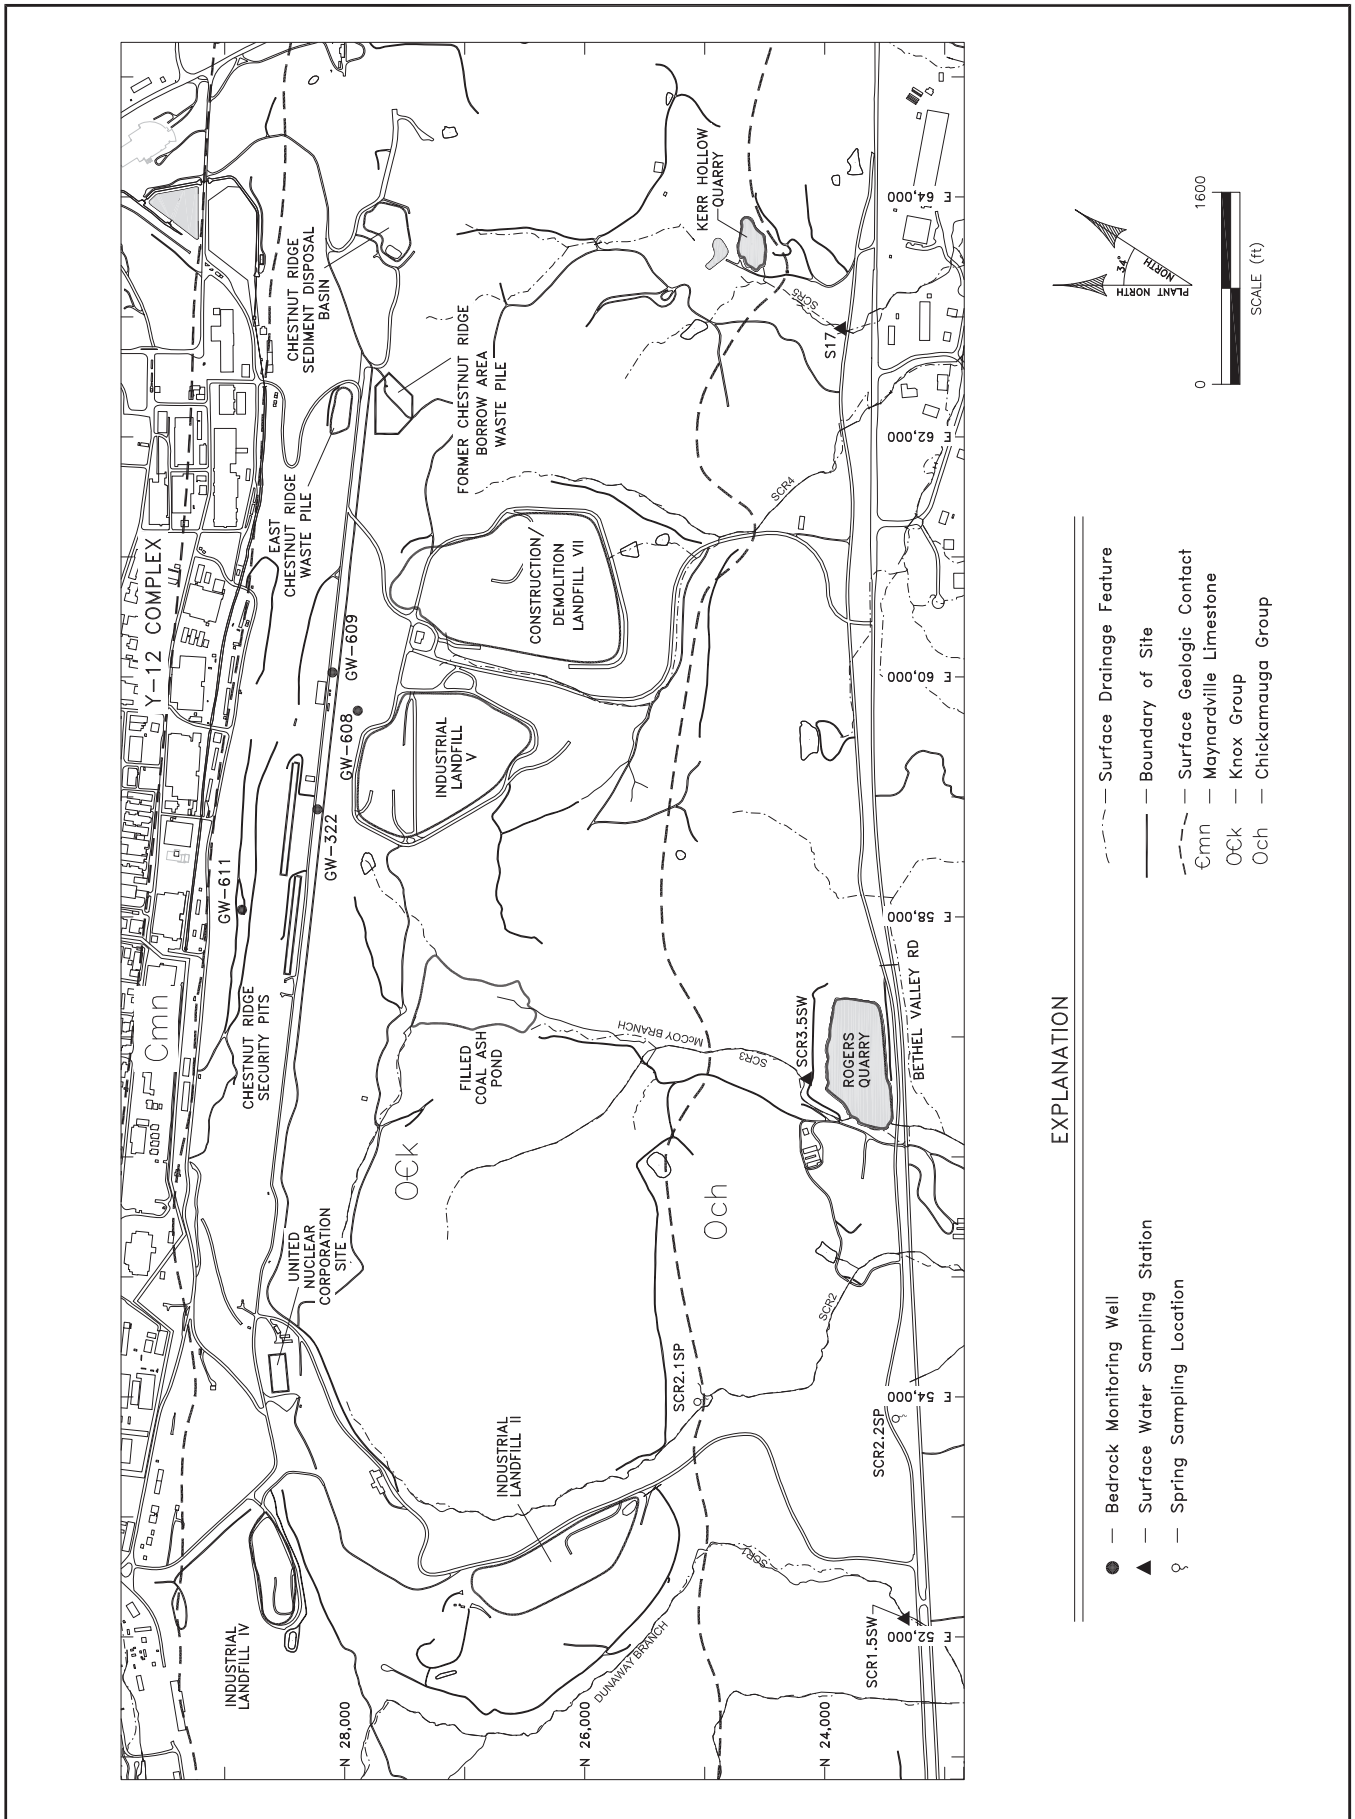 Y-12 COMPLEX
Єmn
GW-611
GW-322
GW-608
GW-609
CHESTNUT RIDGE
SECURITY PITS
EAST
CHESTNUT RIDGE
WASTE PILE
CHESTNUT RIDGE
SEDIMENT DISPOSAL
BASIN
FORMER CHESTNUT RIDGE
BORROW AREA
WASTE PILE
INDUSTRIAL
LANDFILL IV
UNITED
NUCLEAR
CORPORATION
SITE
OЄk
FILLED
COAL ASH
POND
INDUSTRIAL
LANDFILL V
CONSTRUCTION/
DEMOLITION
LANDFILL VII
INDUSTRIAL
LANDFILL II
KERR HOLLOW
QUARRY
DUNAWAY BRANCH
McCOY BRANCH
SCR1
SCR2
SCR3
SCR4
SCR5
SCR2.1SP
Och
SCR3.5SW
S17
ROGERS
QUARRY
SCR1.5SW
SCR2.2SP
BETHEL VALLEY RD
N 28,000
N 26,000
N 24,000
E 52,000
E 54,000
E 58,000
E 60,000
E 62,000
E 64,000
PLANT NORTH
34°
NORTH
0
1600
SCALE (ft)
EXPLANATION
● – Bedrock Monitoring Well
▲ – Surface Water Sampling Station
– Spring Sampling Location
– Surface Drainage Feature
– Boundary of Site
– Surface Geologic Contact
Єmn – Maynardville Limestone
OЄk – Knox Group
Och – Chickamauga Group